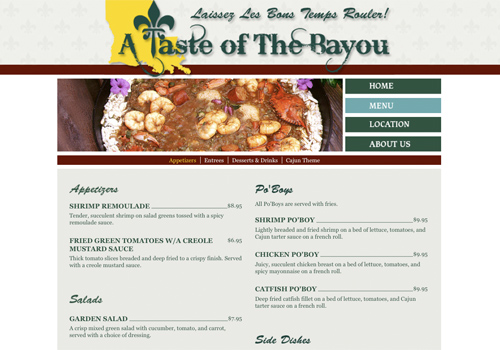 Laissez Les Bons Temps Rouler!
A Taste of The Bayou
HOME
MENU
LOCATION
ABOUT US
Appetizers | Entrees | Desserts & Drinks | Cajun Theme
Appetizers
SHRIMP REMOULADE $8.95
Tender, succulent shrimp on salad greens tossed with a spicy
remoulade sauce.
FRIED GREEN TOMATOES W/A CREOLE $6.95
MUSTARD SAUCE
Thick tomato slices breaded and deep fried to a crispy finish. Served
with a creole mustard sauce.
Salads
GARDEN SALAD $7.95
A crisp mixed green salad with cucumber, tomato, and carrot,
served with a choice of dressing.
Po'Boys
All Po'Boys are served with fries.
SHRIMP PO'BOY $9.95
Lightly breaded and fried shrimp on a bed of lettuce, tomatoes, and
Cajun tarter sauce on a french roll.
CHICKEN PO'BOY $9.95
Juicy, succulent chicken breast on a bed of lettuce, tomatoes, and
spicy mayonnaise on a french roll.
CATFISH PO'BOY $9.95
Deep fried catfish fillet on a bed of lettuce, tomatoes, and Cajun
tarter sauce on a french roll.
Side Dishes